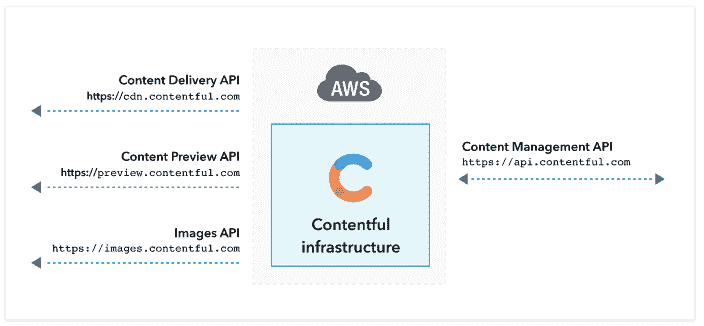 Content Delivery API
https://cdn.contentful.com
Content Preview API
https://preview.contentful.com
Images API
https://images.contentful.com
AWS
Contentful
infrastructure
Content Management API
https://api.contentful.com